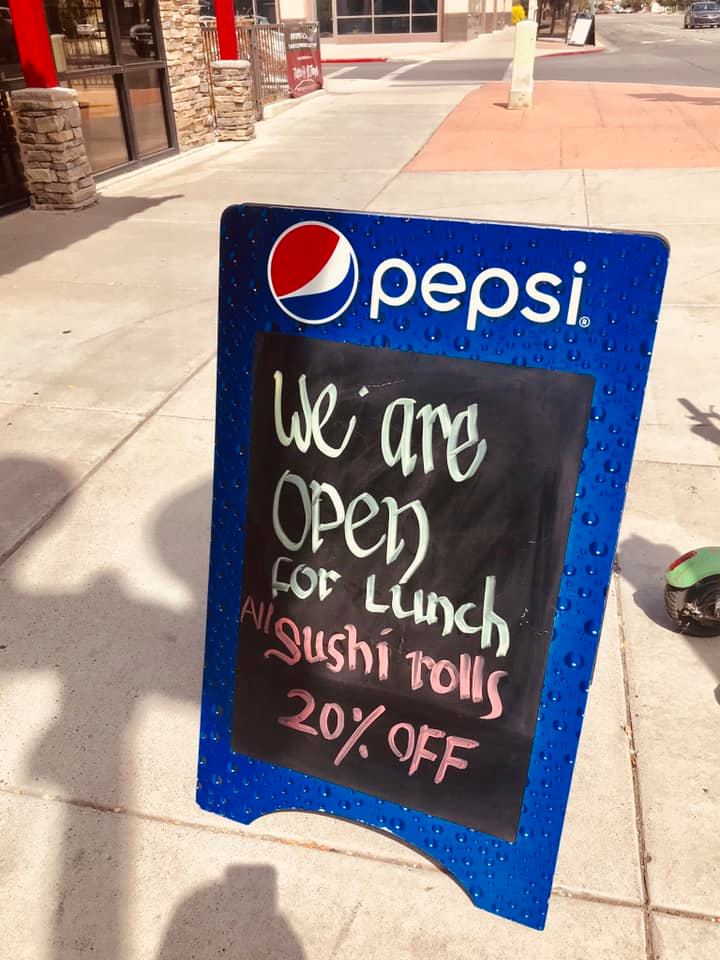 pepsi®
We are
Open
For Lunch
All Sushi rolls
20% OFF